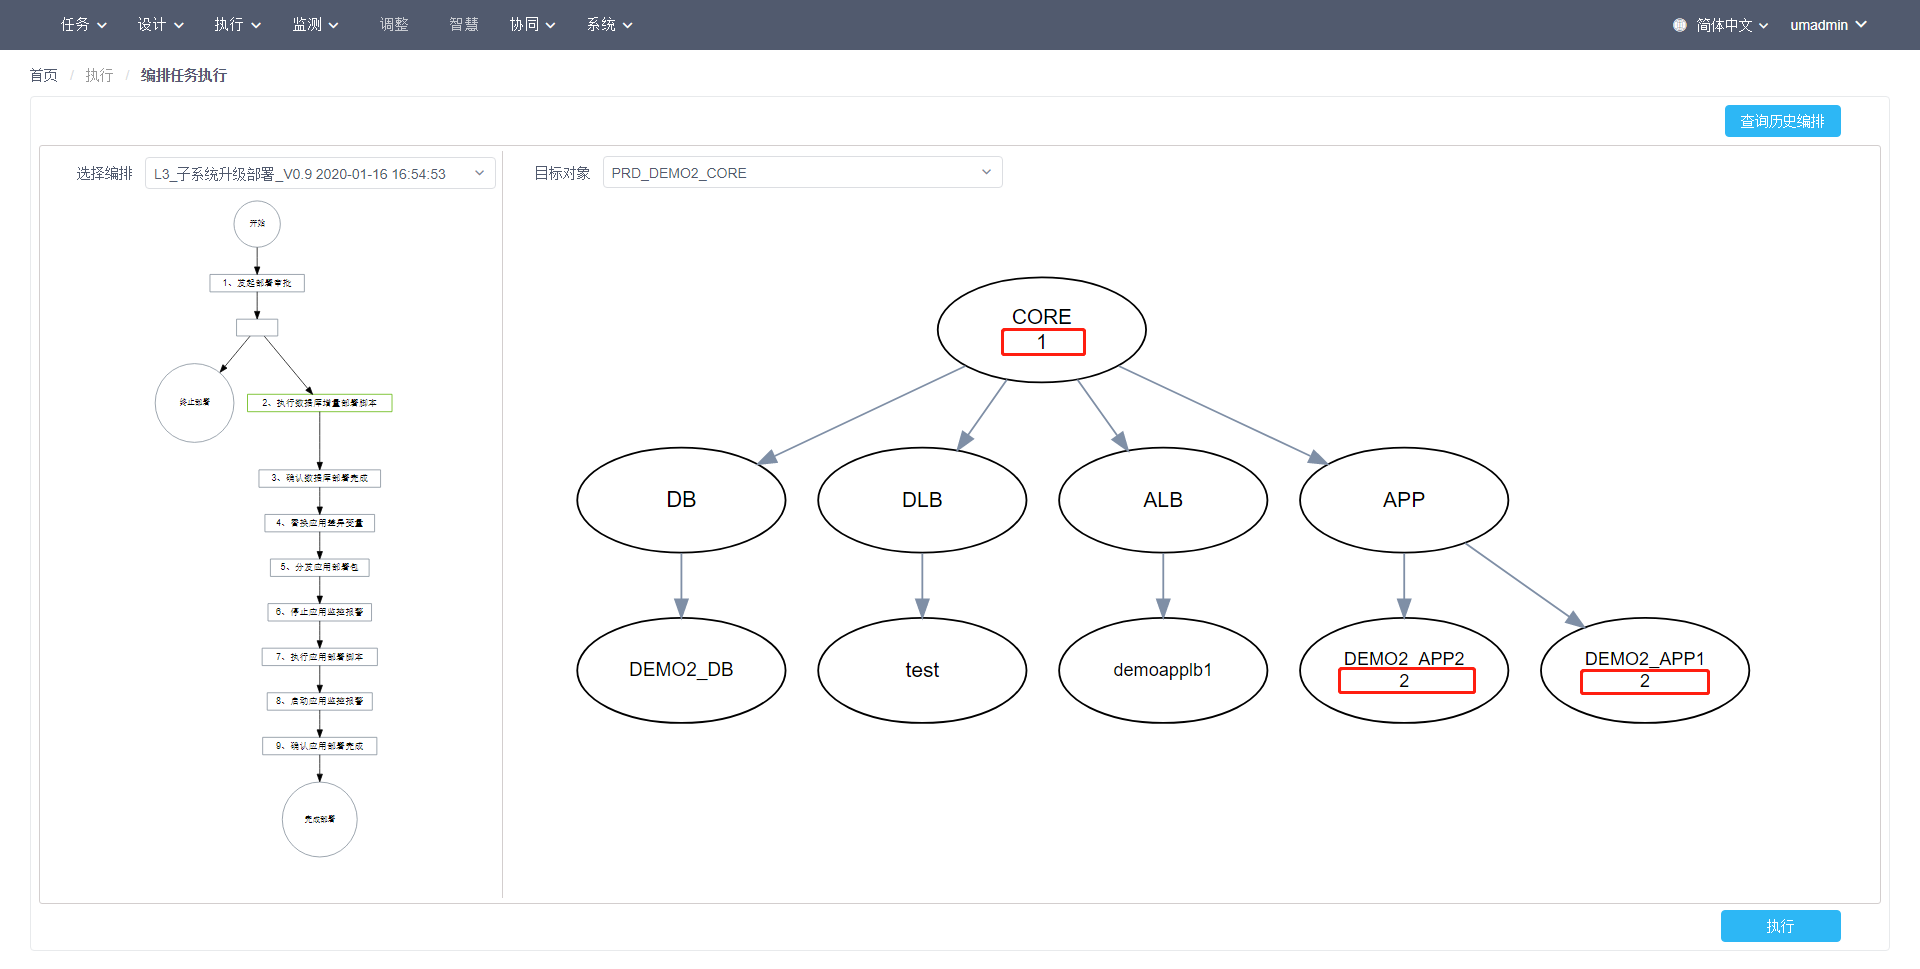 任务 设计 执行 监测 调整 智慧 协同 系统 简体中文 umadmin
首页 / 执行 / 编排任务执行
查询历史编排
选择编排 L3_子系统升级部署_V0.9 2020-01-16 16:54:53
开始
1、发起部署审批
终止部署
2、执行数据库增量部署脚本
3、确认数据库部署完成
4、替换应用差异变量
5、分发应用部署包
6、停止应用监控报警
7、执行应用部署脚本
8、启动应用监控报警
9、确认应用部署完成
完成部署
目标对象 PRD_DEMO2_CORE
CORE
1
DB DLB ALB APP
DEMO2_DB test demoapplb1
DEMO2_APP2
2
DEMO2_APP1
2
执行